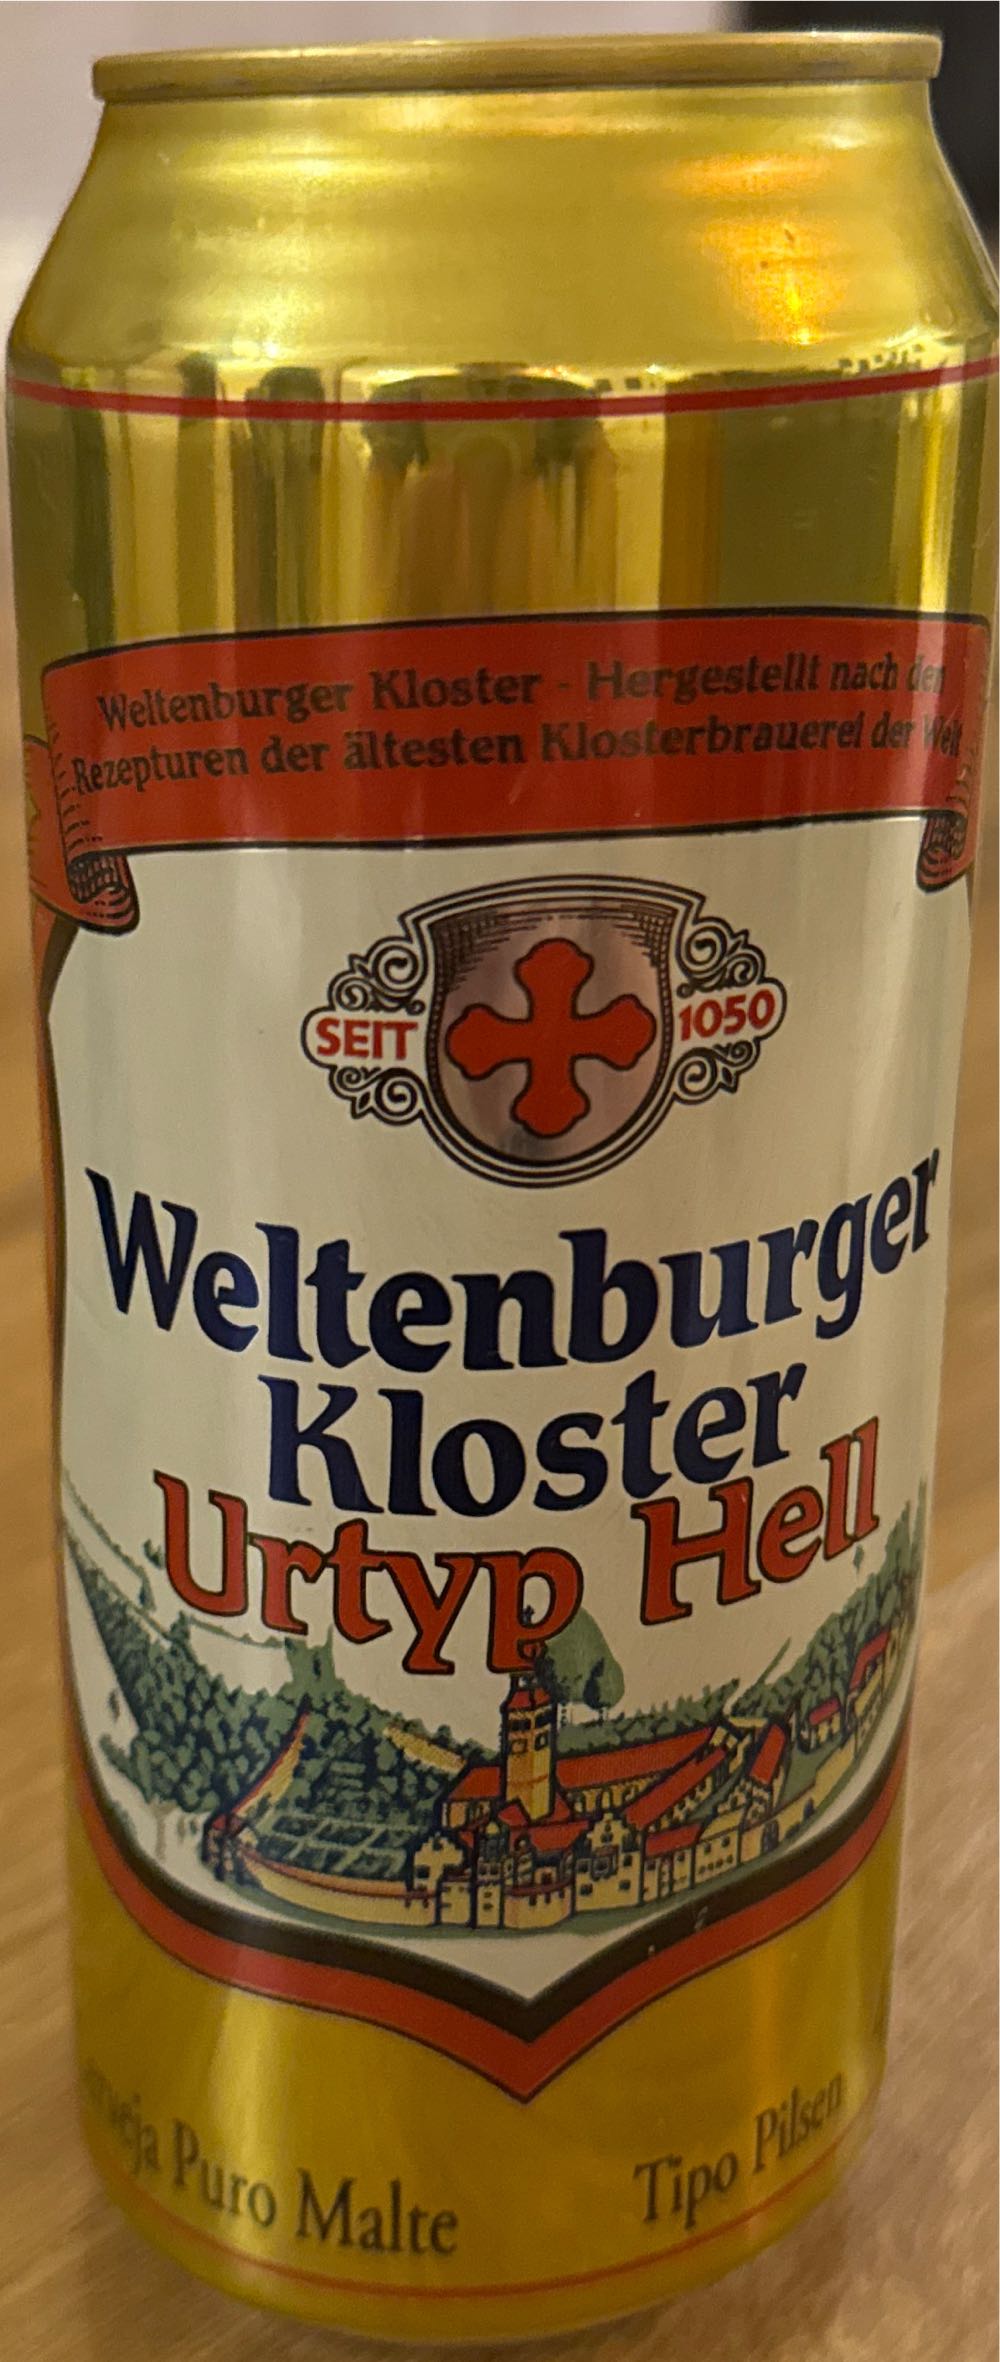 Weltenburger Kloster - Hergestellt nach den
Rezepturen der ältesten Klosterbrauerei der Welt
SEIT 1050
Weltenburger
Kloster
Urtyp Hell
Puro Malte
Tipo Pilsen